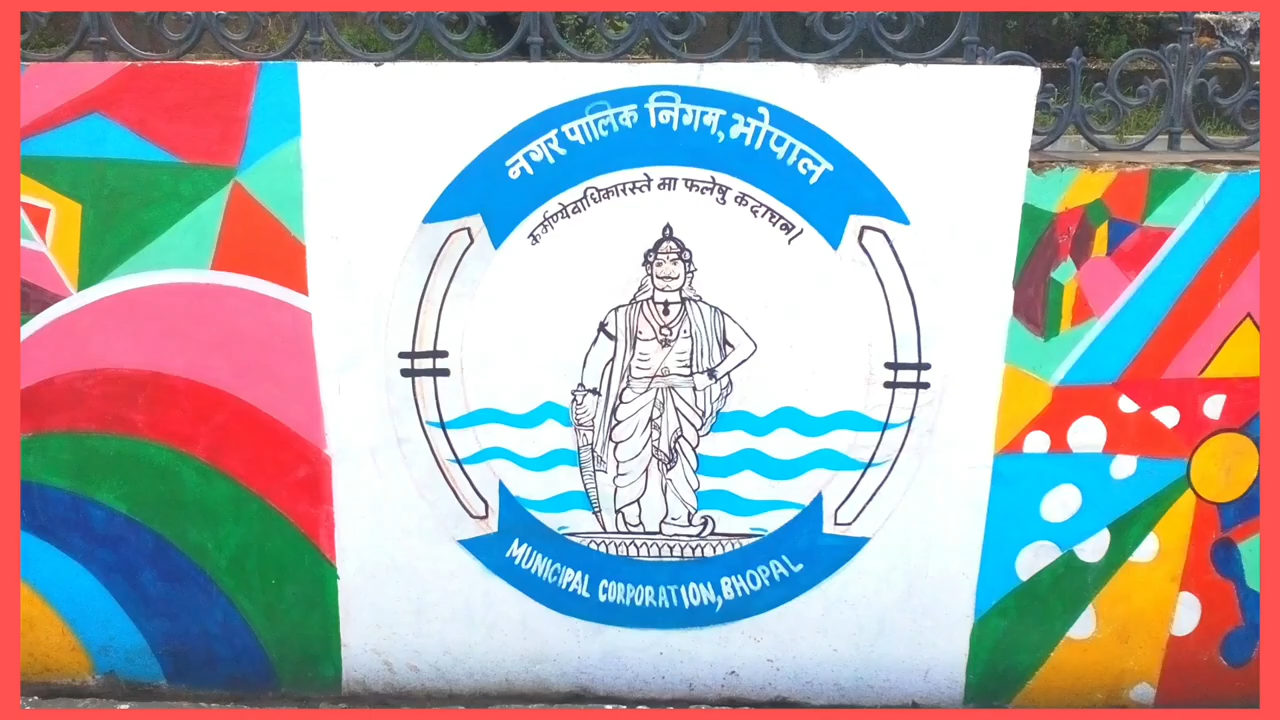 नगर पालिक निगम, भोपाल
कर्मण्येवाधिकारस्ते मा फलेषु कदाचन।
MUNICIPAL CORPORATION, BHOPAL